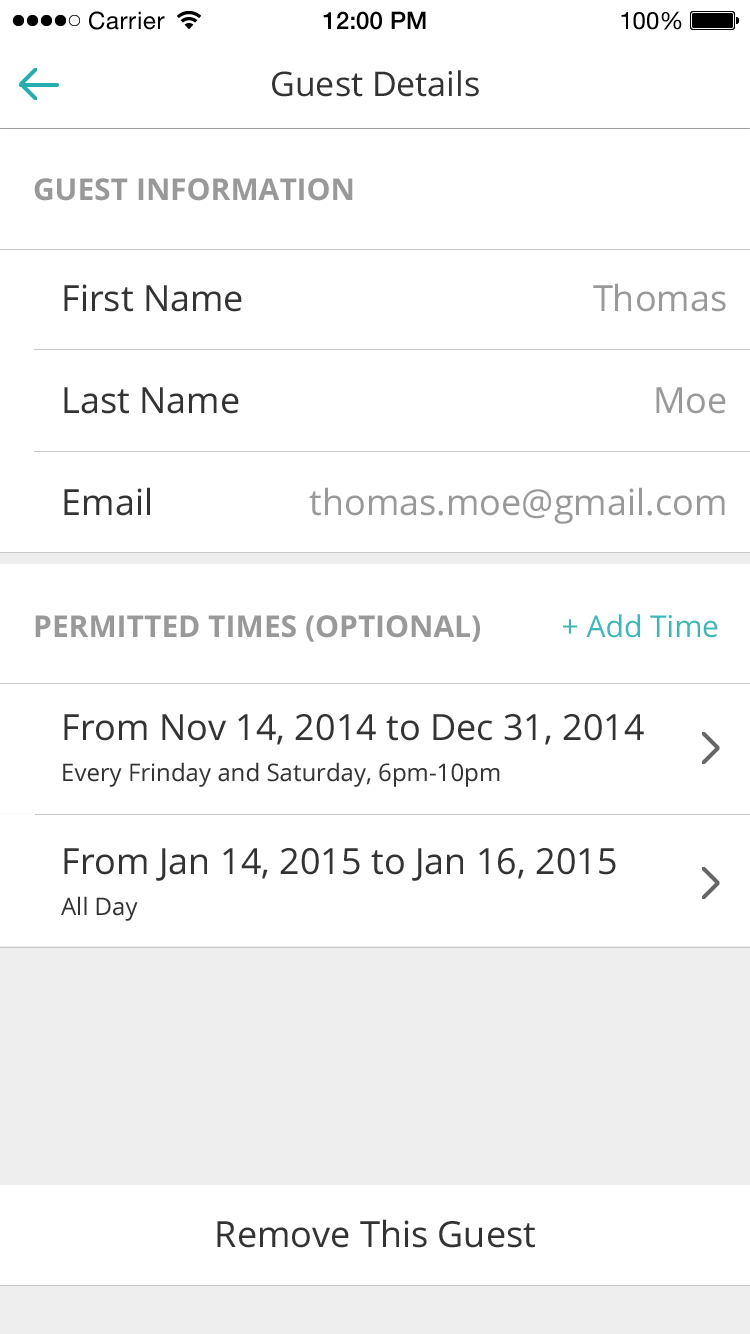 Carrier 12:00 PM 100%
Guest Details
GUEST INFORMATION
First Name Thomas
Last Name Moe
Email thomas.moe@gmail.com
PERMITTED TIMES (OPTIONAL) + Add Time
From Nov 14, 2014 to Dec 31, 2014
Every Frinday and Saturday, 6pm-10pm
From Jan 14, 2015 to Jan 16, 2015
All Day
Remove This Guest